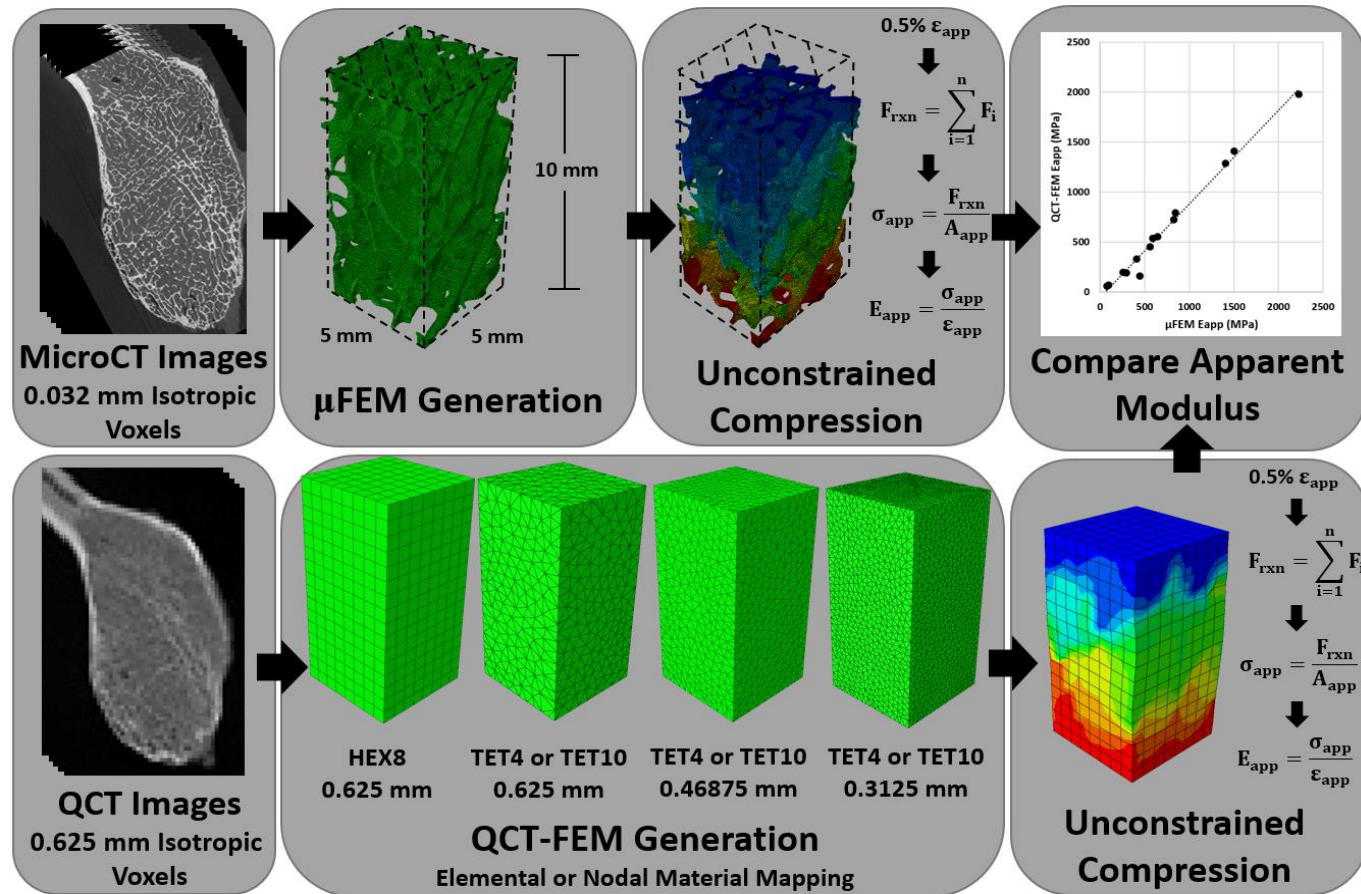 MicroCT Images
0.032 mm Isotropic
Voxels
10 mm
5 mm
5 mm
μFEM Generation
0.5% εapp
Frxn = ∑ n i=1 Fi
σapp = Frxn / Aapp
Eapp = σapp / εapp
Unconstrained
Compression
QCT-FEM Eapp (MPa)
2500
2000
1500
1000
500
0
0 500 1000 1500 2000 2500
μFEM Eapp (MPa)
Compare Apparent
Modulus
QCT Images
0.625 mm Isotropic
Voxels
HEX8
0.625 mm
TET4 or TET10
0.625 mm
TET4 or TET10
0.46875 mm
TET4 or TET10
0.3125 mm
QCT-FEM Generation
Elemental or Nodal Material Mapping
0.5% εapp
Frxn = ∑ n i=1 Fi
σapp = Frxn / Aapp
Eapp = σapp / εapp
Unconstrained
Compression